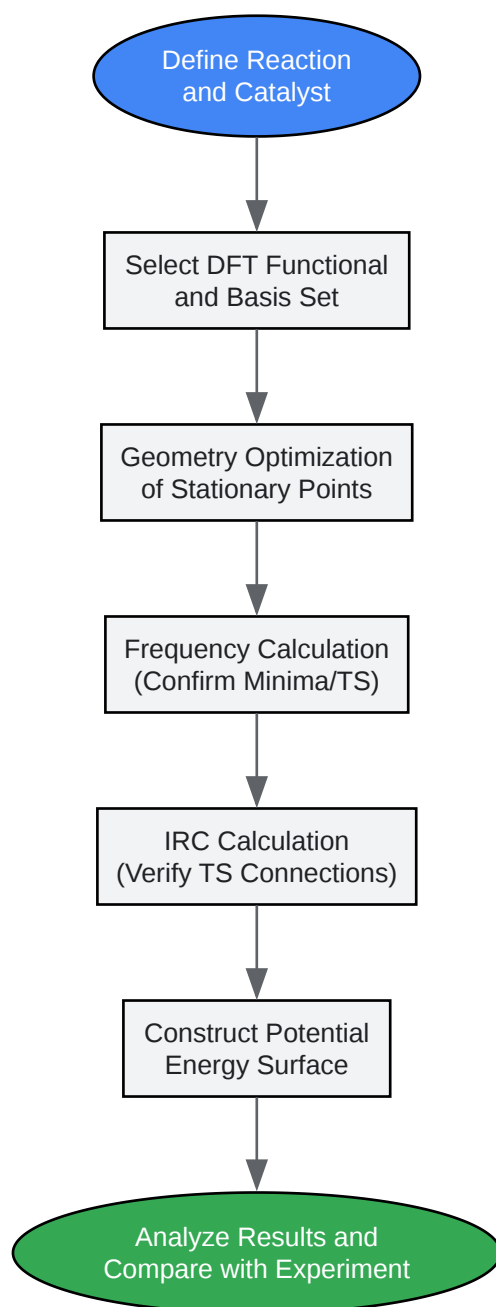 Define Reaction
and Catalyst
Select DFT Functional
and Basis Set
Geometry Optimization
of Stationary Points
Frequency Calculation
(Confirm Minima/TS)
IRC Calculation
(Verify TS Connections)
Construct Potential
Energy Surface
Analyze Results and
Compare with Experiment